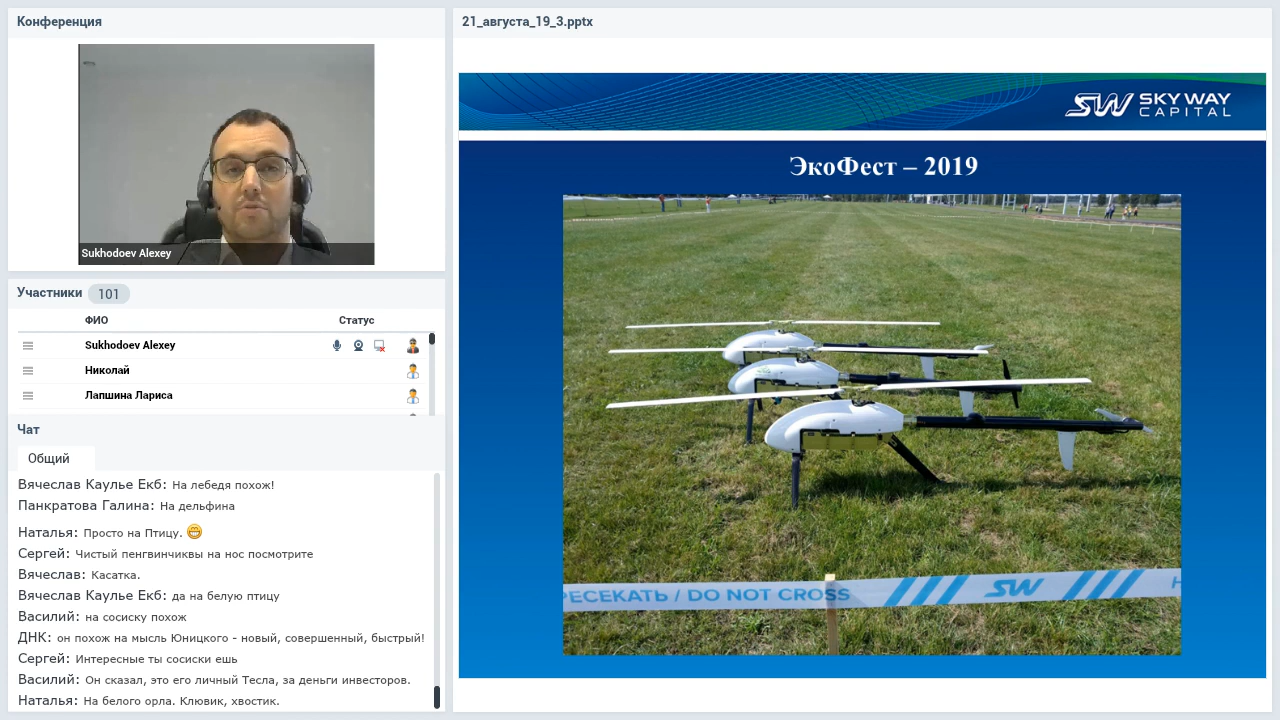 Конференция
Sukhodoev Alexey
Участники 101
ФИО Статус
Sukhodoev Alexey
Николай
Лапшина Лариса
Чат
Общий
Вячеслав Каулье Екб: На лебедя похож!
Панкратова Галина: На дельфина
Наталья: Просто на Птицу.
Сергей: Чистый пенгвинчиквы на нос посмотрите
Вячеслав: Касатка.
Вячеслав Каулье Екб: да на белую птицу
Василий: на сосиску похож
ДНК: он похож на мысль Юницкого - новый, совершенный, быстрый!
Сергей: Интересные ты сосиски ешь
Василий: Он сказал, это его личный Тесла, за деньги инвесторов.
Наталья: На белого орла. Клювик, хвостик.
21_августа_19_3.pptx
SW SKY WAY
CAPITAL
ЭкоФест – 2019
РЕСЕКАТЬ / DO NOT CROSS SW Н